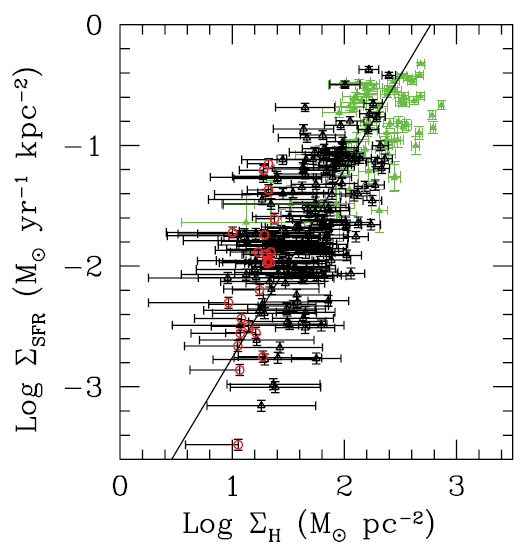 0
−1
−2
−3
Log Σ_SFR (M_⊙ yr⁻¹ kpc⁻²)
0 1 2 3
Log Σ_H (M_⊙ pc⁻²)